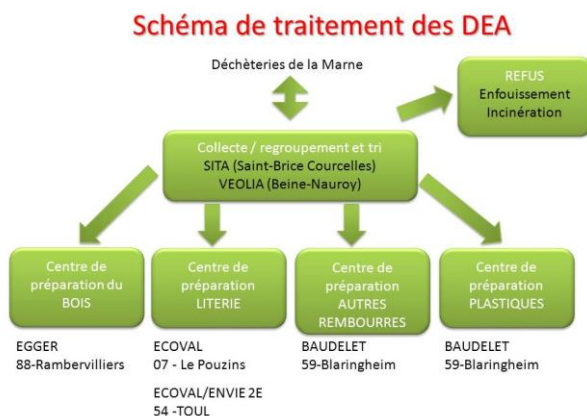 Schéma de traitement des DEA
Déchèteries de la Marne
REFUS
Enfouissement
Incinération
Collecte / regroupement et tri
SITA (Saint-Brice Courcelles)
VEOLIA (Beine-Nauroy)
Centre de
préparation du
BOIS
Centre de
préparation
LITERIE
Centre de
préparation
AUTRES
REMBOURRES
Centre de
préparation
PLASTIQUES
EGGER
88-Rambervilliers
ECOVAL
07 - Le Pouzins
ECOVAL/ENVIE 2E
54 -TOUL
BAUDELET
59-Blaringheim
BAUDELET
59-Blaringheim